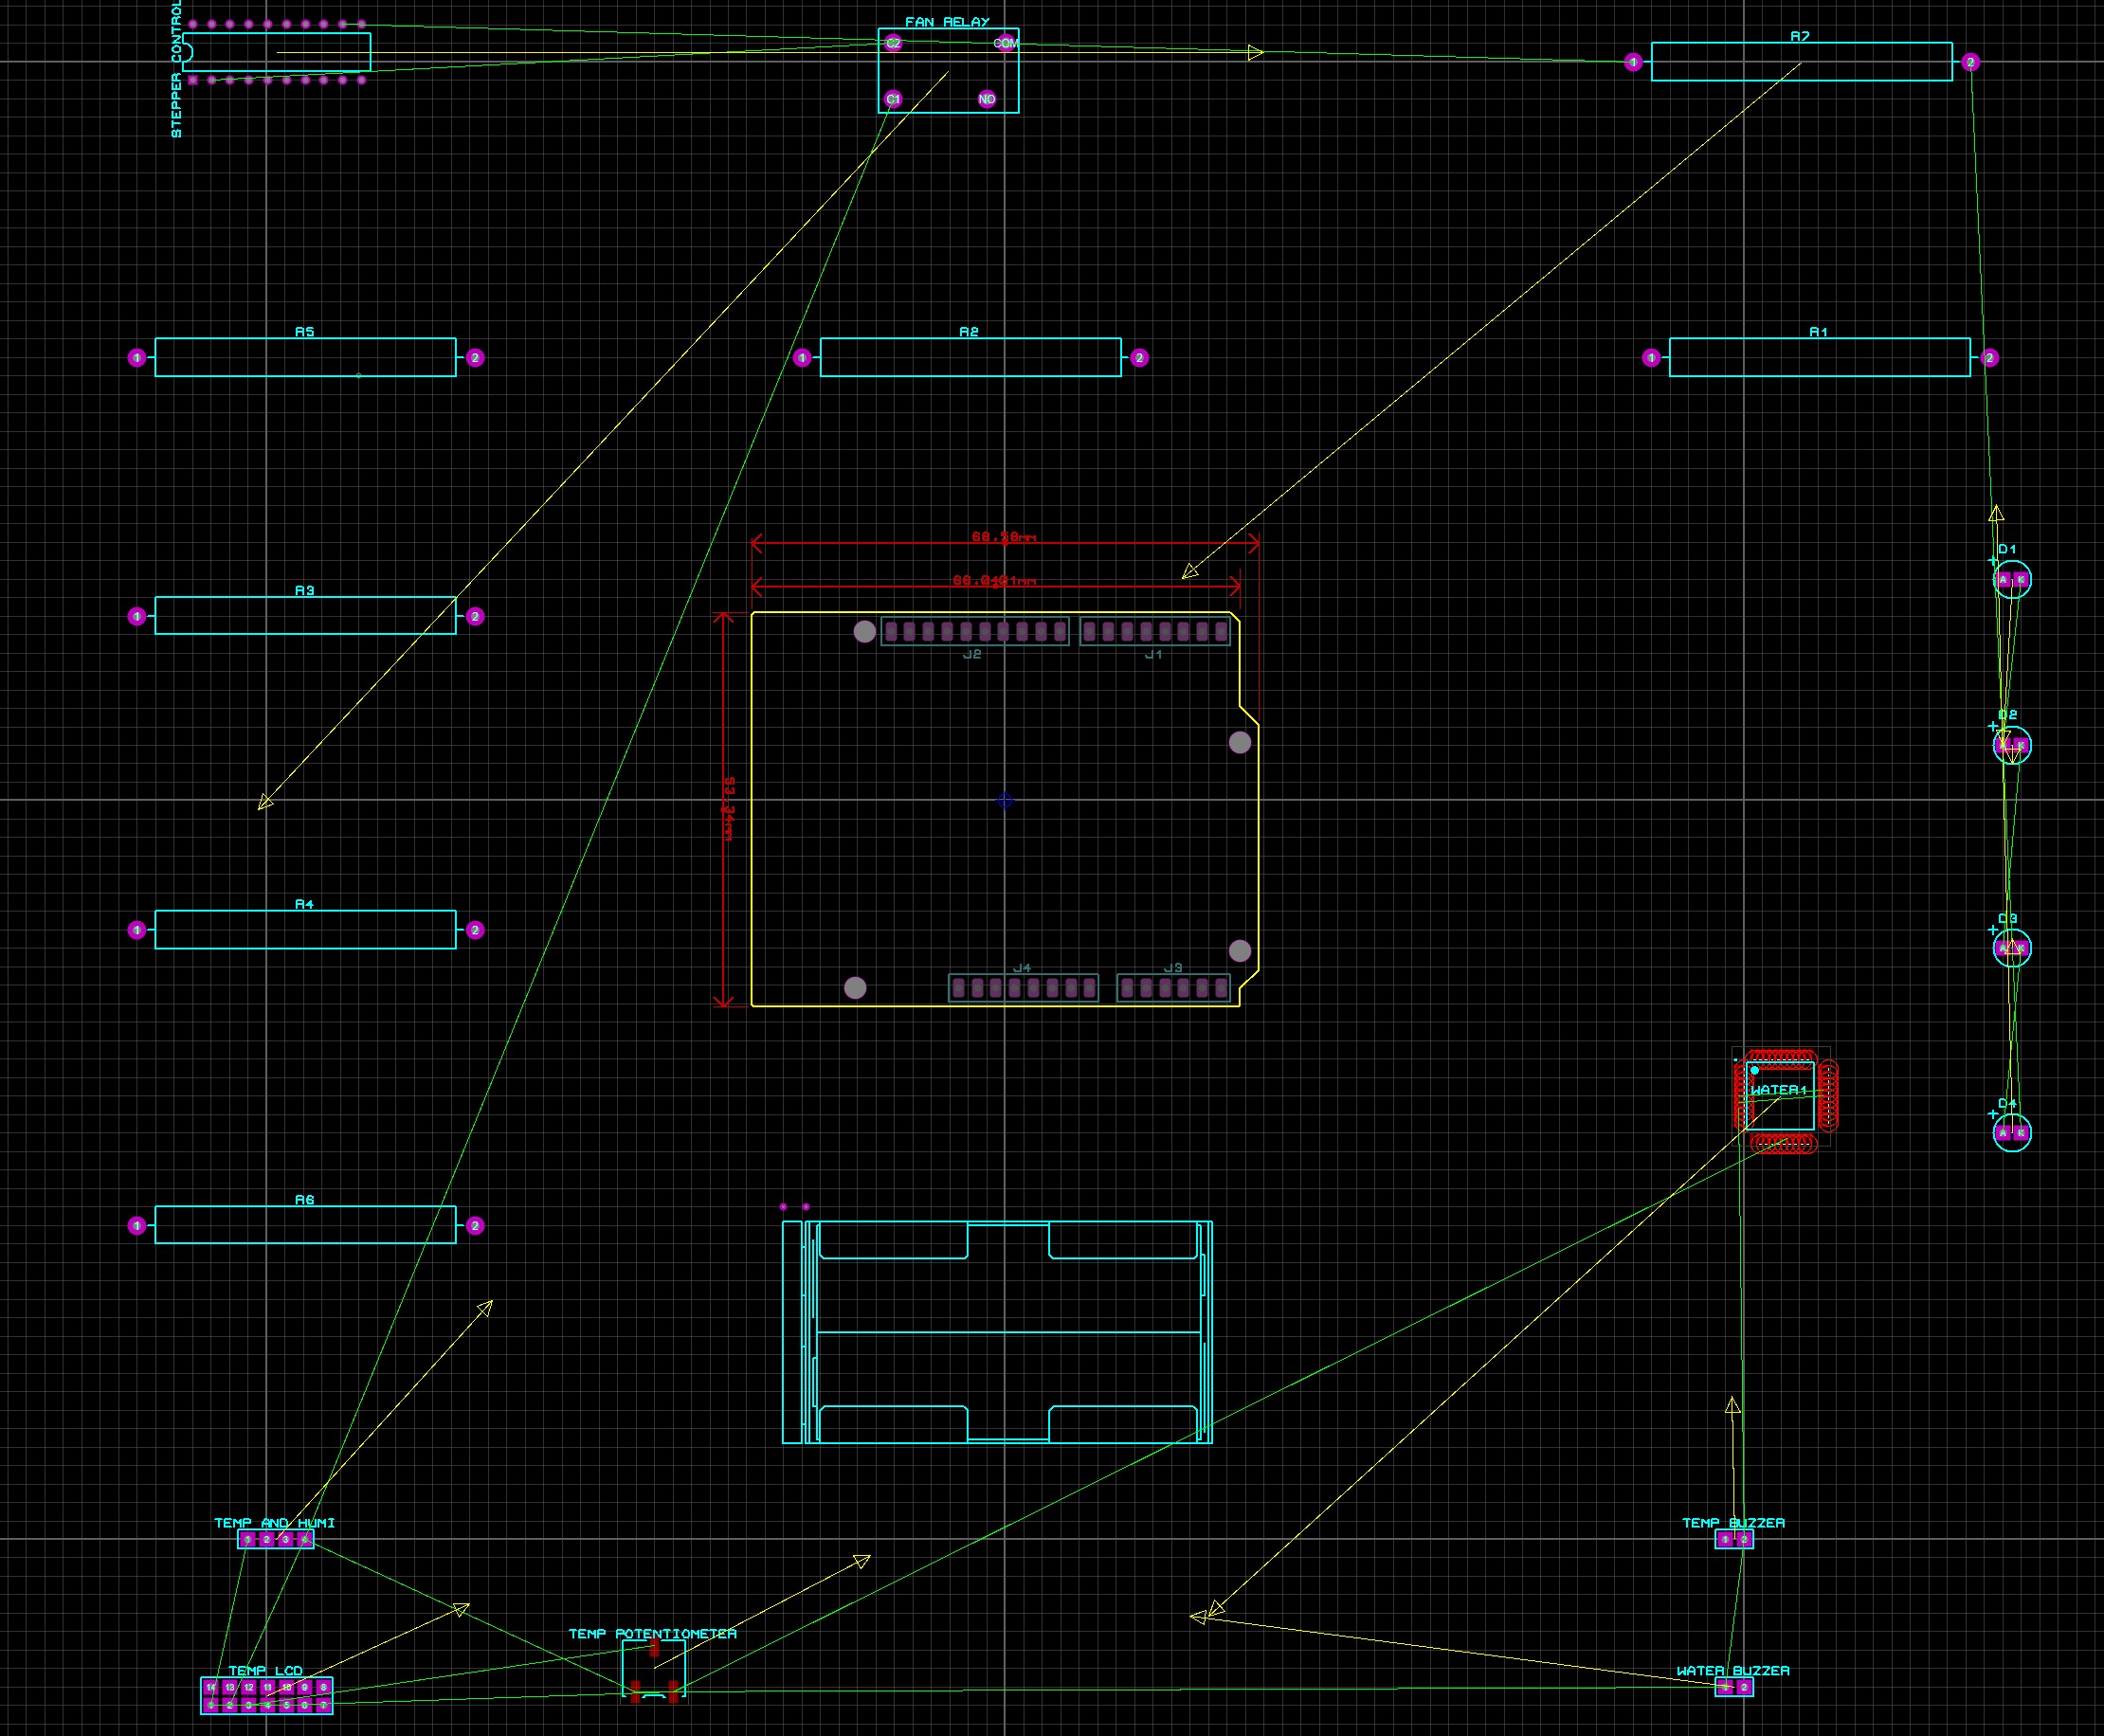 STEPPER CONTROL
FAN RELAY
C2
COM
C1
NO
R7
1
2
R5
1
2
R2
1
2
R1
1
2
68.58mm
D1
A K
R3
1
2
J2
J1
D2
K
53.34mm
R4
1
2
D3
A K
J4
J3
WATER1
D4
A K
R6
1
2
TEMP AND HUMI
1 2 3 4
TEMP BUZZER
1 2
TEMP POTENTIOMETER
TEMP LCD
14 13 12 11 10 9 8
1 2 3 4 5 6 7
WATER BUZZER
1 2